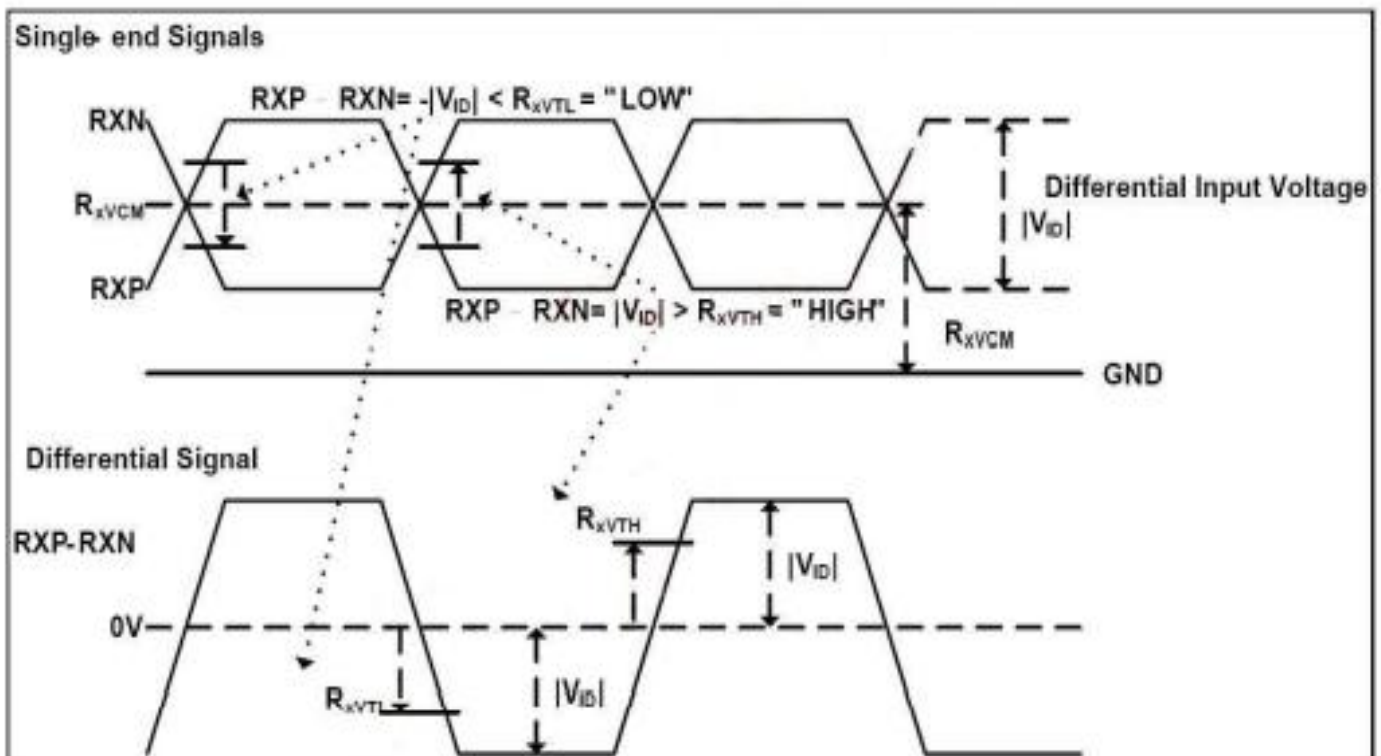 Single- end Signals
RXP - RXN= -|VID| < RxVTL = "LOW"
RXN
RxVCM
Differential Input Voltage
|VID|
RXP
RXP - RXN= |VID| > RxVTH = "HIGH"
RxVCM
GND
Differential Signal
RxVTH
RXP-RXN
|VID|
0V
RxVTL
|VID|